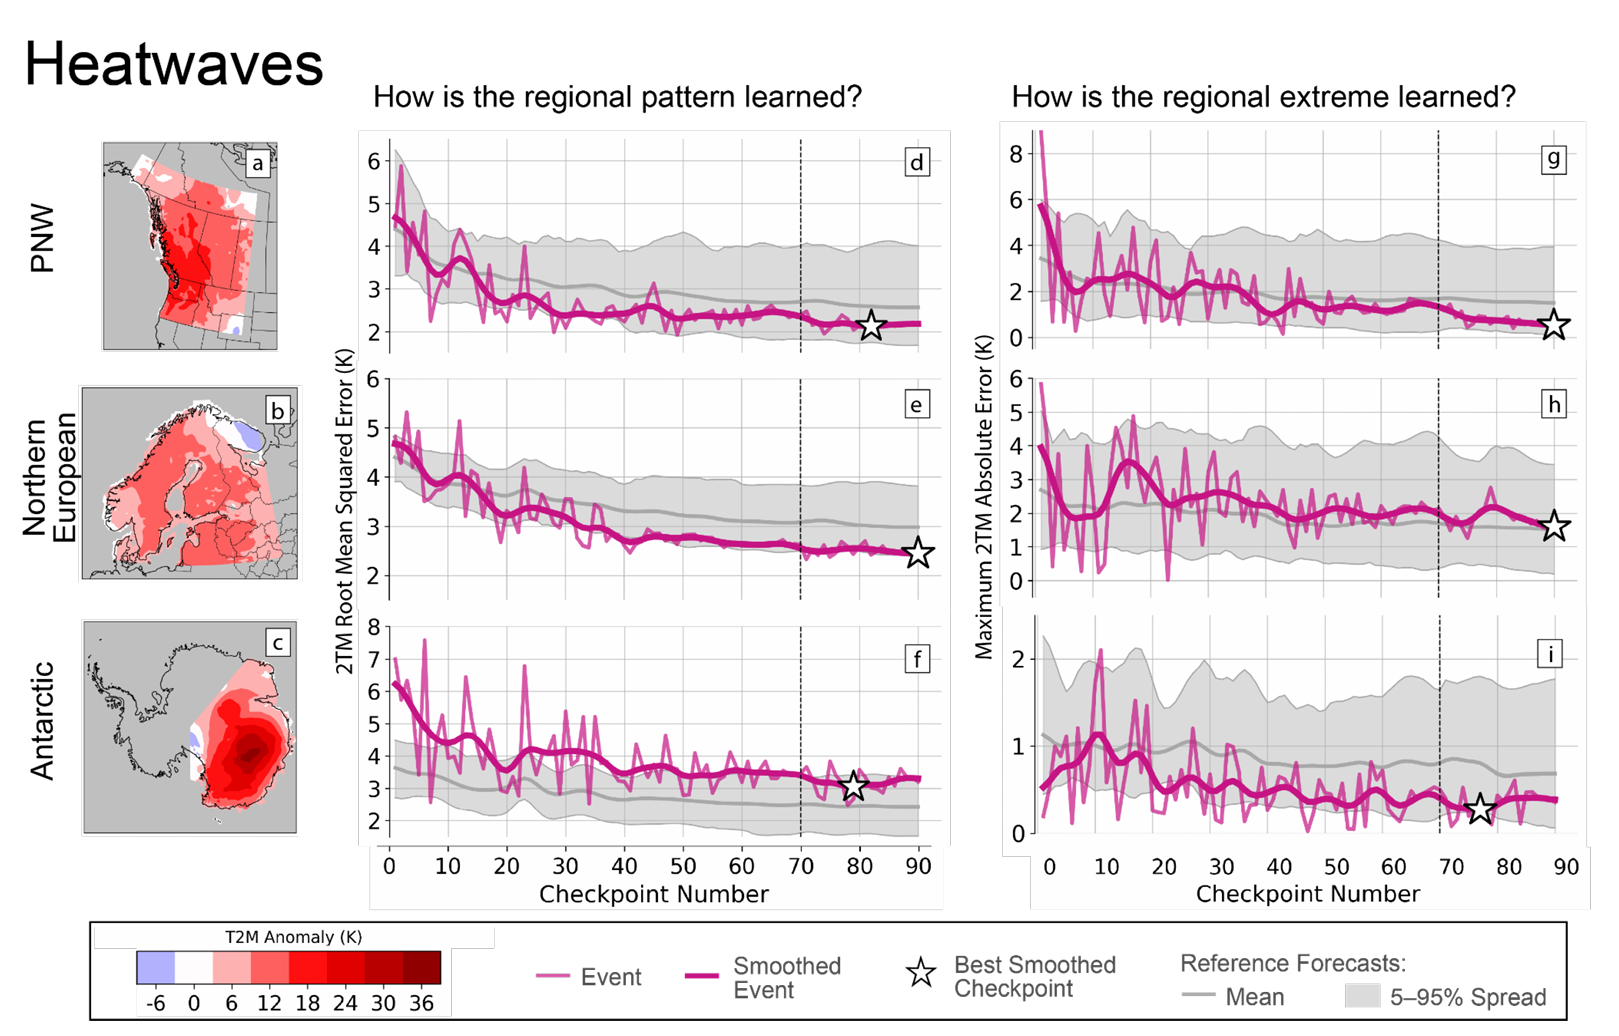 Heatwaves
How is the regional pattern learned?
How is the regional extreme learned?
PNW
a
6
5
4
3
2
d
8
6
4
2
0
g
Northern
European
b
2TM Root Mean Squared Error (K)
6
5
4
3
2
e
Maximum 2TM Absolute Error (K)
6
5
4
3
2
1
0
h
Antarctic
c
8
7
6
5
4
3
2
f
2
1
0
i
0 10 20 30 40 50 60 70 80 90
Checkpoint Number
0 10 20 30 40 50 60 70 80 90
Checkpoint Number
T2M Anomaly (K)
-6 0 6 12 18 24 30 36
Event
Smoothed
Event
Best Smoothed
Checkpoint
Reference Forecasts:
Mean
5–95% Spread